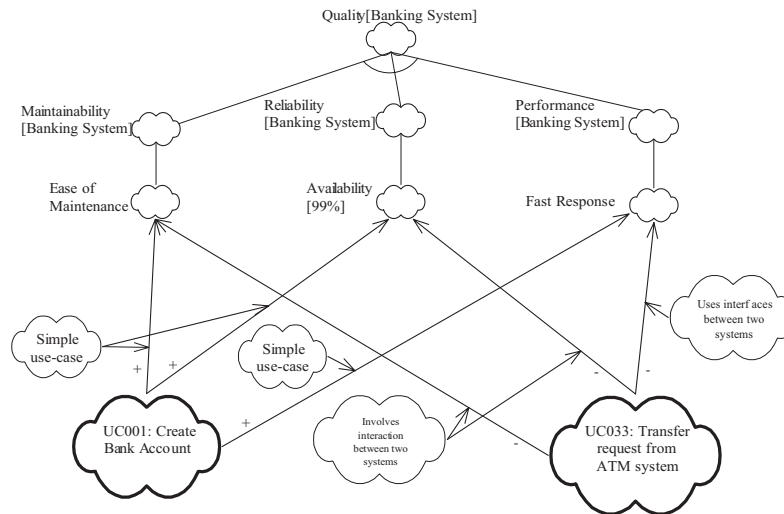 Quality[Banking System]
Maintainability
[Banking System]
Reliability
[Banking System]
Performance
[Banking System]
Ease of
Maintenance
Availability
[99%]
Fast Response
Uses interfaces
between two
systems
Simple
use-case
Simple
use-case
+
+
+
-
-
-
Involves
interaction
between two
systems
UC001: Create
Bank Account
UC033: Transfer
request from
ATM system